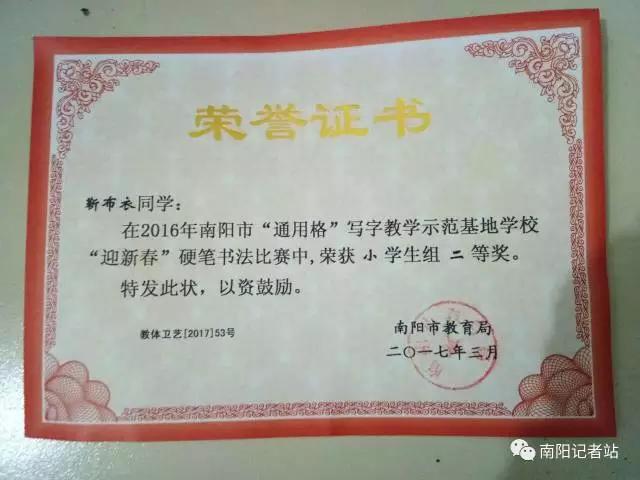 荣誉证书
靳布衣同学：
在2016年南阳市“通用格”写字教学示范基地学校
“迎新春”硬笔书法比赛中,荣获 小 学生组 二 等奖。
特发此状，以资鼓励。
教体卫艺[2017]53号
南阳市教育局
二〇一七年三月
南阳记者站